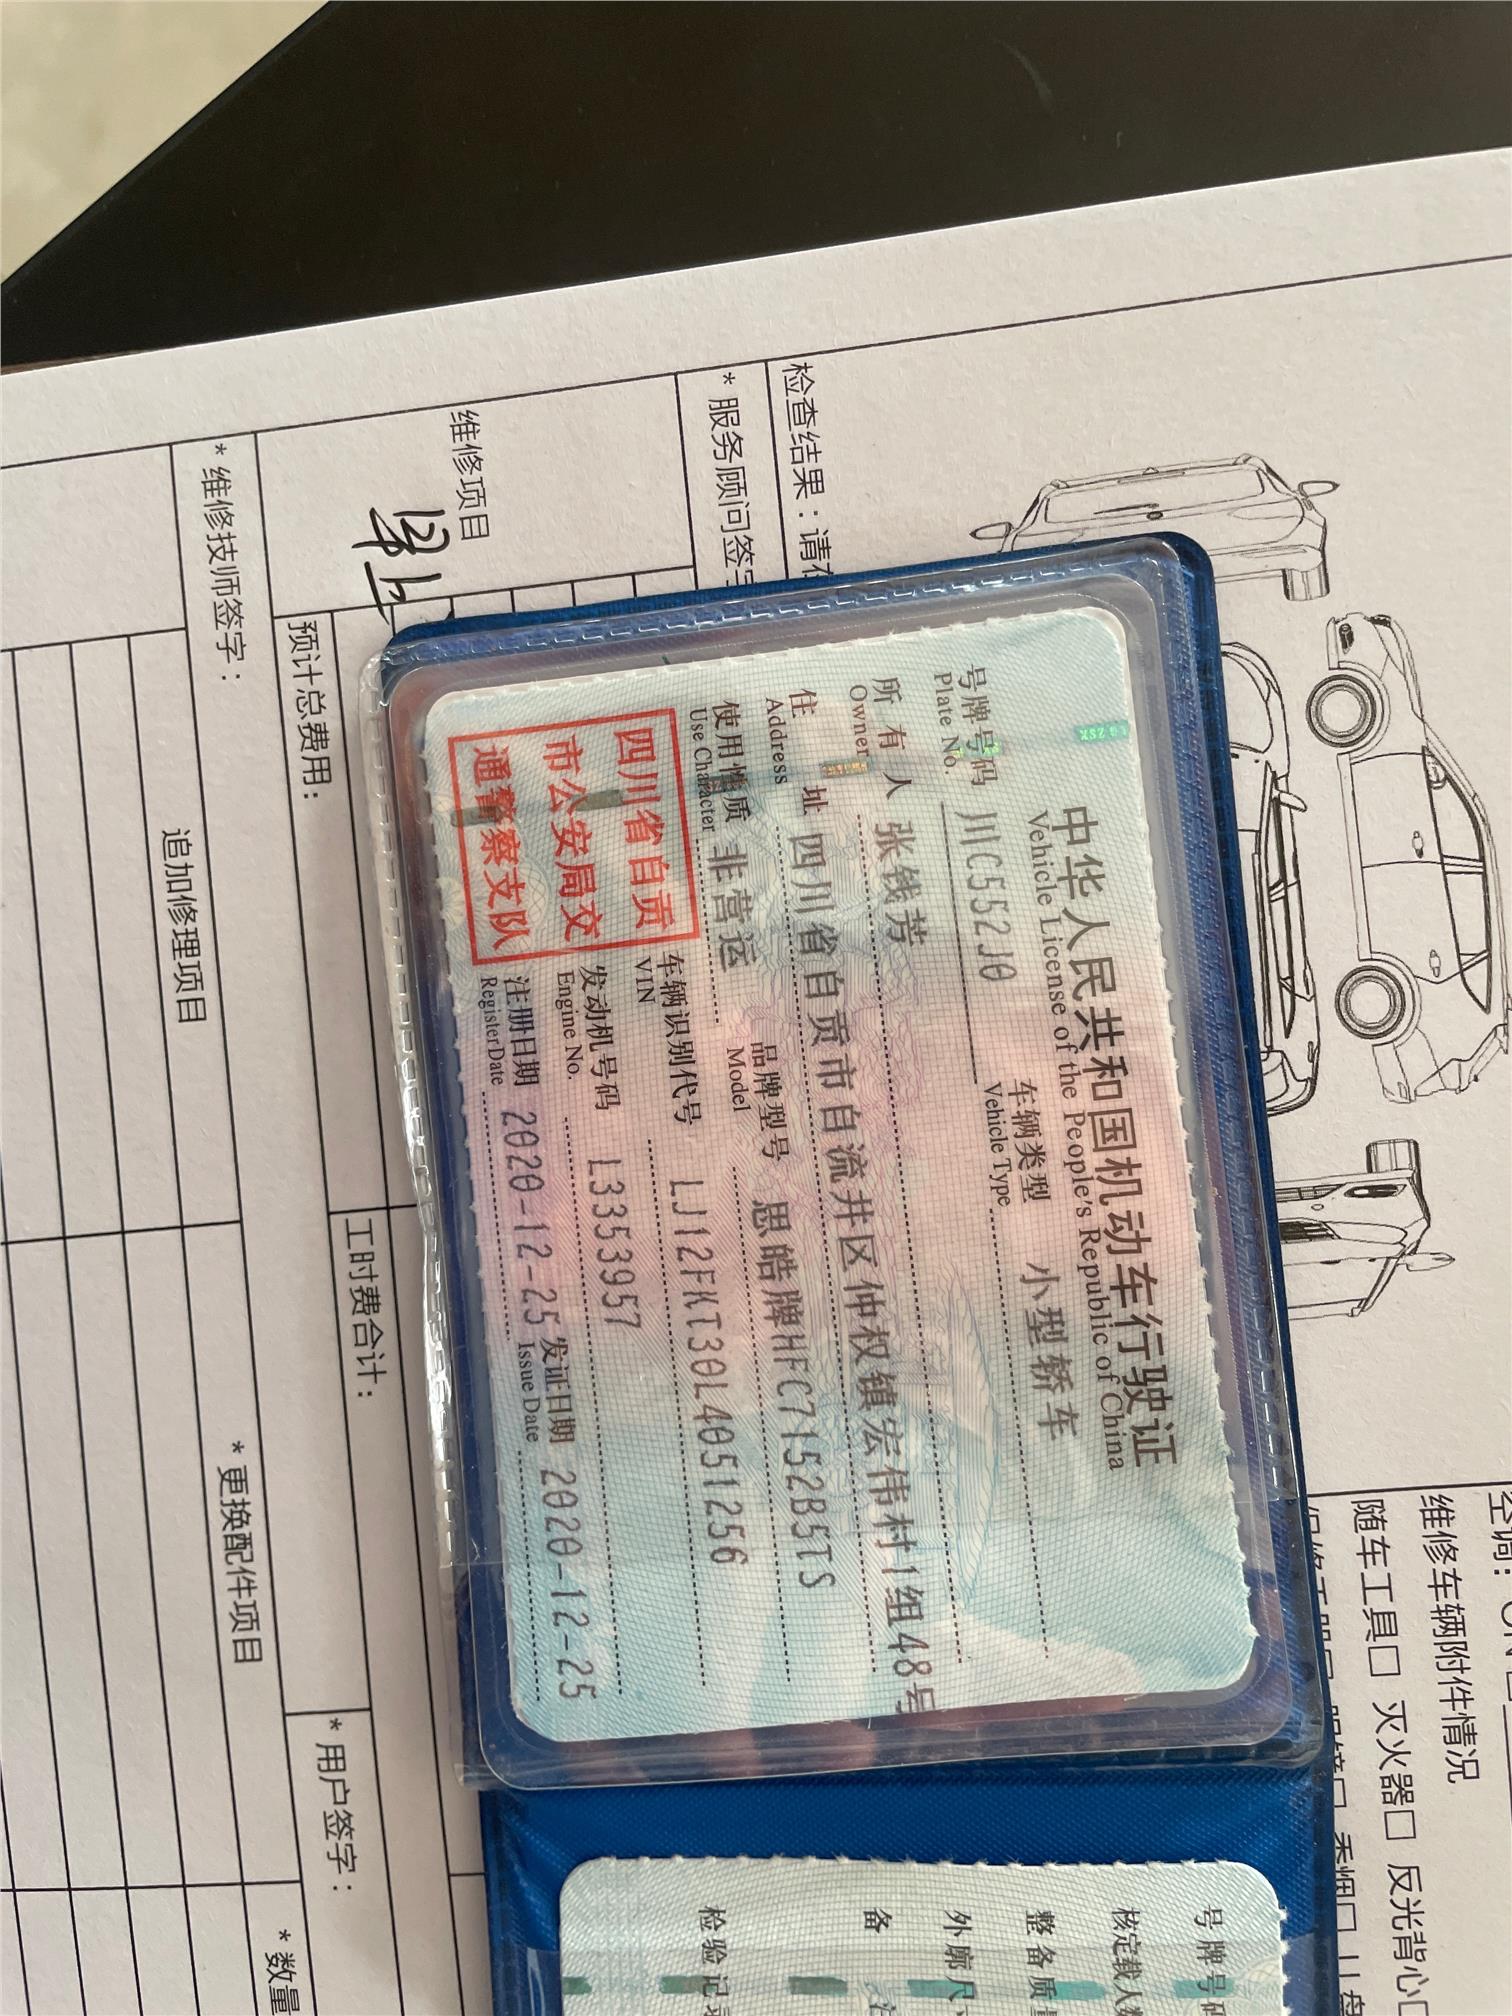 中华人民共和国机动车行驶证
Vehicle License of the People's Republic of China
号牌号码 川C552J0 车辆类型 小型轿车
Plate No. Vehicle Type
所有人 张钱芳
Owner
住址 四川省自贡市自流井区仲权镇宏伟村1组48号
Address
使用性质 非营运 品牌型号 思皓牌HFC7152B5TS
Use Character Model
四川省自贡
市公安局交
通警察支队
车辆识别代号 LJ12FKT30L4051256
VIN
发动机号码 L3353957
Engine No.
注册日期 2020-12-25 发证日期 2020-12-25
Register Date Issue Date
号牌号码
核定载人
整备质
外廓尺
备
检验记
维修车辆附件情况
随车工具□ 灭火器□ 反光背心
检查结果：请
*服务顾问签字
维修项目
预计总费用：
工时费合计：
*维修技师签字：
*用户签字：
追加修理项目
*更换配件项目
*数量